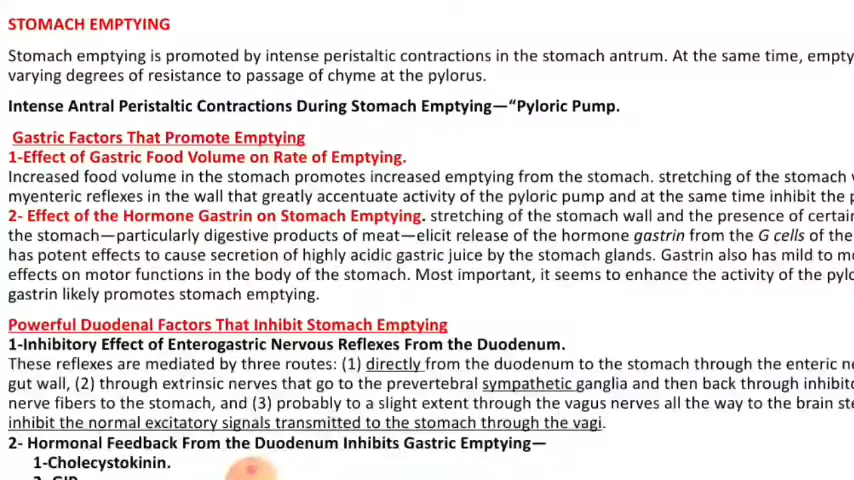 STOMACH EMPTYING
Stomach emptying is promoted by intense peristaltic contractions in the stomach antrum. At the same time, empty
varying degrees of resistance to passage of chyme at the pylorus.
Intense Antral Peristaltic Contractions During Stomach Emptying—“Pyloric Pump.
Gastric Factors That Promote Emptying
1-Effect of Gastric Food Volume on Rate of Emptying.
Increased food volume in the stomach promotes increased emptying from the stomach. stretching of the stomach
myenteric reflexes in the wall that greatly accentuate activity of the pyloric pump and at the same time inhibit the
2- Effect of the Hormone Gastrin on Stomach Emptying. stretching of the stomach wall and the presence of certain
the stomach—particularly digestive products of meat—elicit release of the hormone gastrin from the G cells of the
has potent effects to cause secretion of highly acidic gastric juice by the stomach glands. Gastrin also has mild to
effects on motor functions in the body of the stomach. Most important, it seems to enhance the activity of the
gastrin likely promotes stomach emptying.
Powerful Duodenal Factors That Inhibit Stomach Emptying
1-Inhibitory Effect of Enterogastric Nervous Reflexes From the Duodenum.
These reflexes are mediated by three routes: (1) directly from the duodenum to the stomach through the enteric
gut wall, (2) through extrinsic nerves that go to the prevertebral sympathetic ganglia and then back through
nerve fibers to the stomach, and (3) probably to a slight extent through the vagus nerves all the way to the brain
inhibit the normal excitatory signals transmitted to the stomach through the vagi.
2- Hormonal Feedback From the Duodenum Inhibits Gastric Emptying—
1-Cholecystokinin.